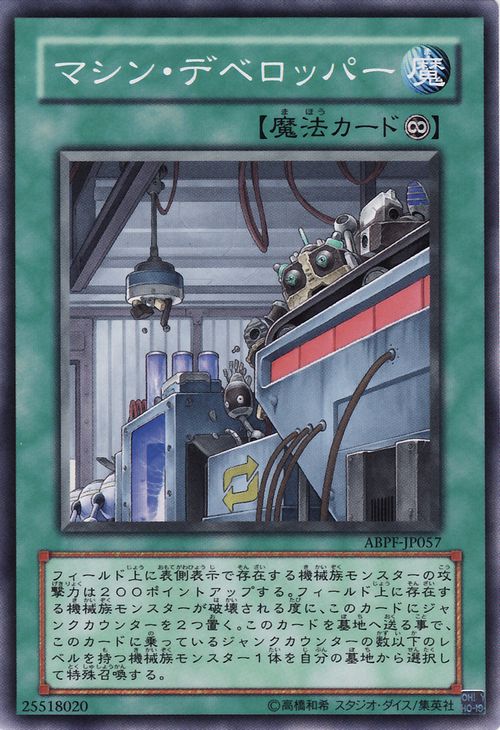 マシン・デベロッパー 魔
【魔法カード】
ABPF-JP057
フィールド上に表側表示で存在する機械族モンスターの攻
撃力は200ポイントアップする。フィールド上に存在す
る機械族モンスターが破壊される度に、このカードにジャ
ンクカウンターを2つ置く。このカードを墓地へ送る事で、
このカードに乗っているジャンクカウンターの数以下のレ
ベルを持つ機械族モンスター1体を自分の墓地から選択し
て特殊召喚する。
25518020
©高橋和希 スタジオ・ダイス/集英社